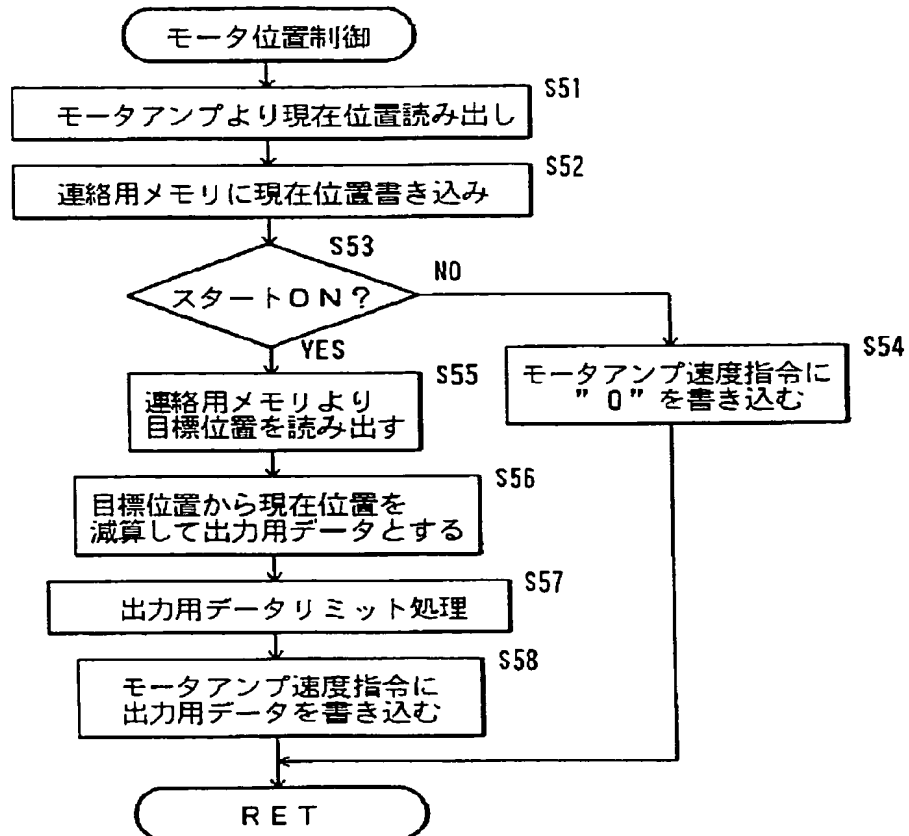 モータ位置制御
S51
モータアンプより現在位置読み出し
S52
連絡用メモリに現在位置書き込み
S53
スタートON?
NO
YES
S54
モータアンプ速度指令に
"0"を書き込む
S55
連絡用メモリより
目標位置を読み出す
S56
目標位置から現在位置を
減算して出力用データとする
S57
出力用データリミット処理
S58
モータアンプ速度指令に
出力用データを書き込む
RET